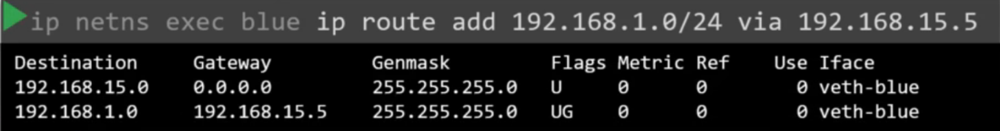 ip netns exec blue ip route add 192.168.1.0/24 via 192.168.15.5
Destination Gateway Genmask Flags Metric Ref Use Iface
192.168.15.0 0.0.0.0 255.255.255.0 U 0 0 0 veth-blue
192.168.1.0 192.168.15.5 255.255.255.0 UG 0 0 0 veth-blue